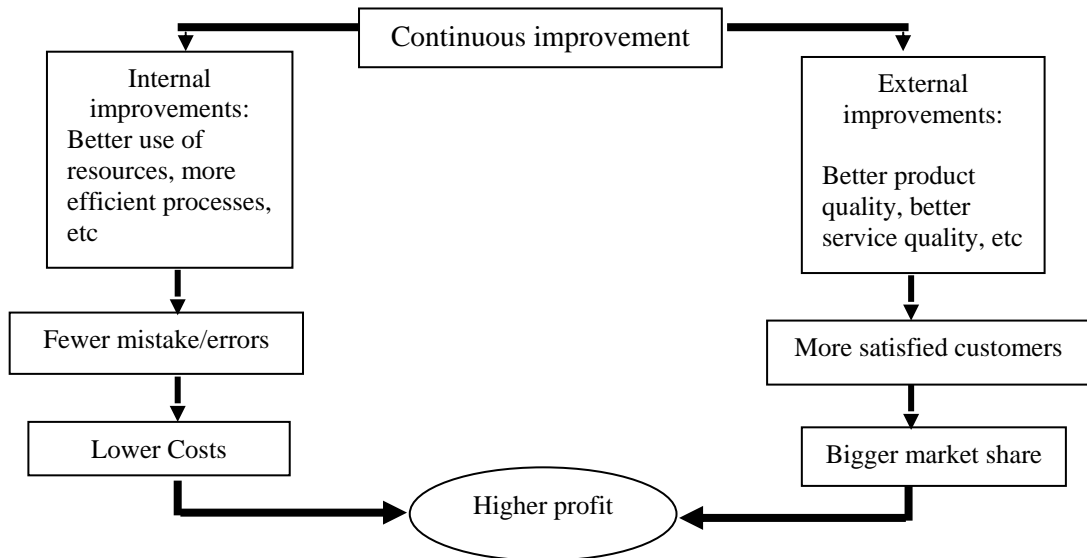 Continuous improvement
Internal
improvements:
Better use of
resources, more
efficient processes,
etc
External
improvements:
Better product
quality, better
service quality, etc
Fewer mistake/errors
More satisfied customers
Lower Costs
Bigger market share
Higher profit